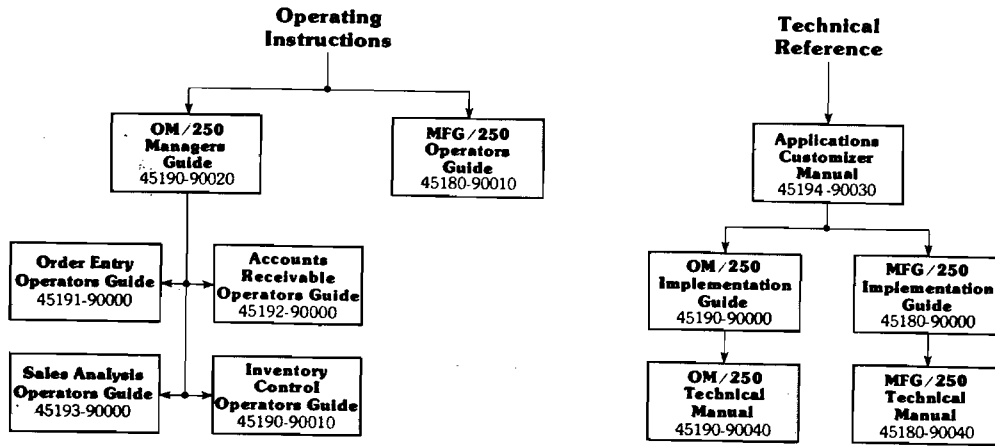 Operating
Instructions
OM/250
Managers
Guide
45190-90020
MFG/250
Operators
Guide
45180-90010
Order Entry
Operators Guide
45191-90000
Accounts
Receivable
Operators Guide
45192-90000
Sales Analysis
Operators Guide
45193-90000
Inventory
Control
Operators Guide
45190-90010
Technical
Reference
Applications
Customizer
Manual
45194-90030
OM/250
Implementation
Guide
45190-90000
MFG/250
Implementation
Guide
45180-90000
OM/250
Technical
Manual
45190-90040
MFG/250
Technical
Manual
45180-90040